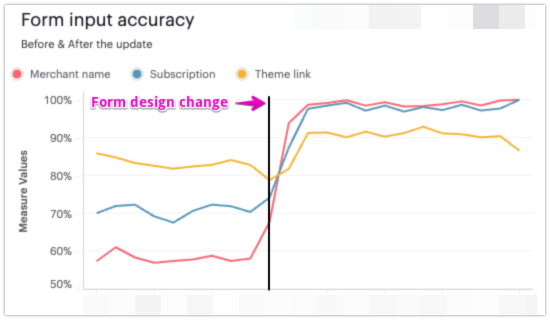 Form input accuracy
Before & After the update
Merchant name Subscription Theme link
Form design change
100%
90%
80%
70%
60%
50%
Measure Values